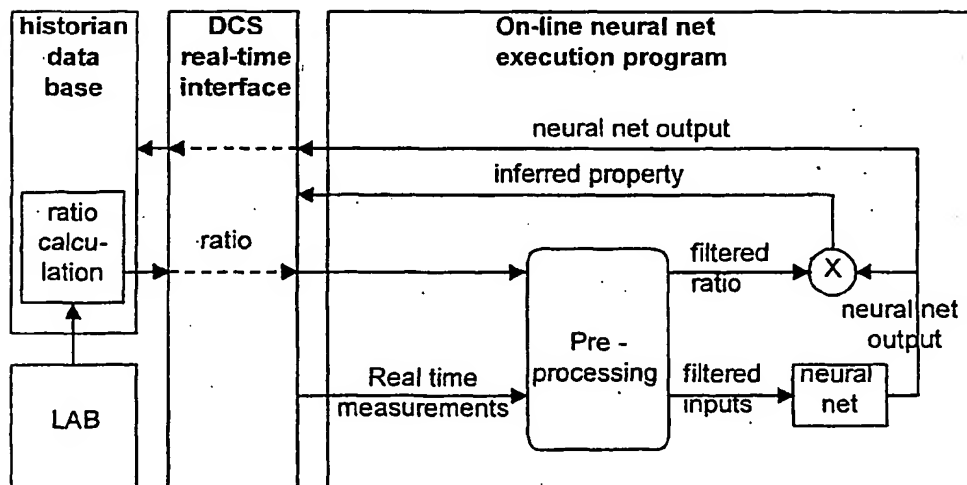 historian
data
base
DCS
real-time
interface
On-line neural net
execution program
neural net output
inferred property
ratio
calcu-
lation
ratio
filtered
ratio
X
neural net
output
Pre -
processing
Real time
measurements
filtered
inputs
neural
net
LAB